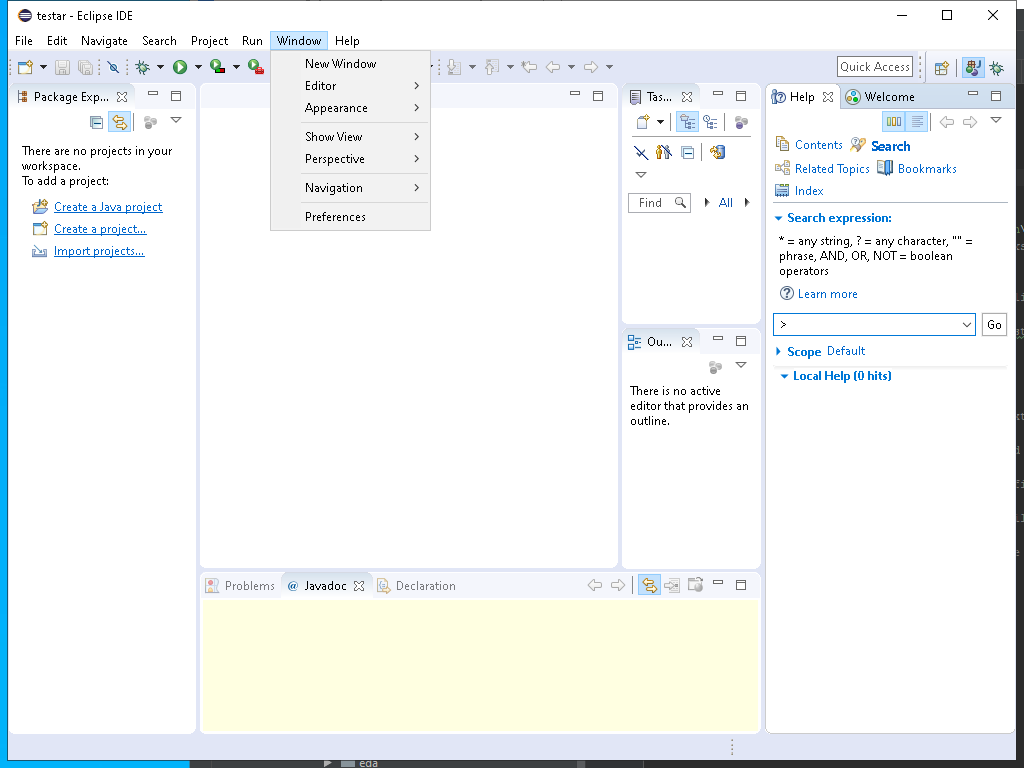 testar - Eclipse IDE
File Edit Navigate Search Project Run Window Help
Quick Access
New Window
Editor
Appearance
Show View
Perspective
Navigation
Preferences
Package Exp...
There are no projects in your
workspace.
To add a project:
Create a Java project
Create a project...
Import projects...
Tas...
Find
All
Ou...
There is no active
editor that provides an
outline.
Help Welcome
Contents Search
Related Topics Bookmarks
Index
Search expression:
* = any string, ? = any character, "" =
phrase, AND, OR, NOT = boolean
operators
Learn more
> Go
Scope Default
Local Help (0 hits)
Problems @ Javadoc Declaration
eda